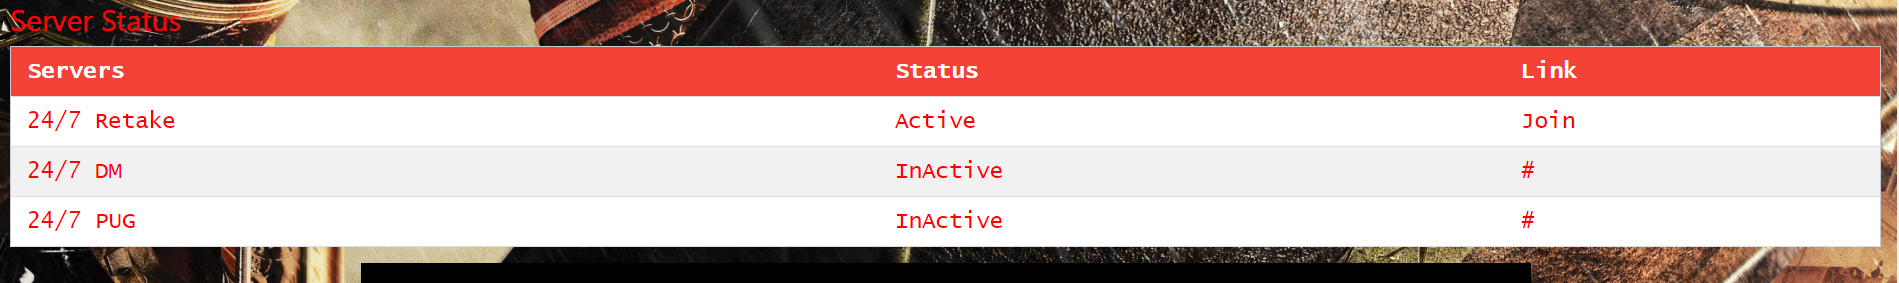 Server Status
Servers Status Link
24/7 Retake Active Join
24/7 DM InActive #
24/7 PUG InActive #